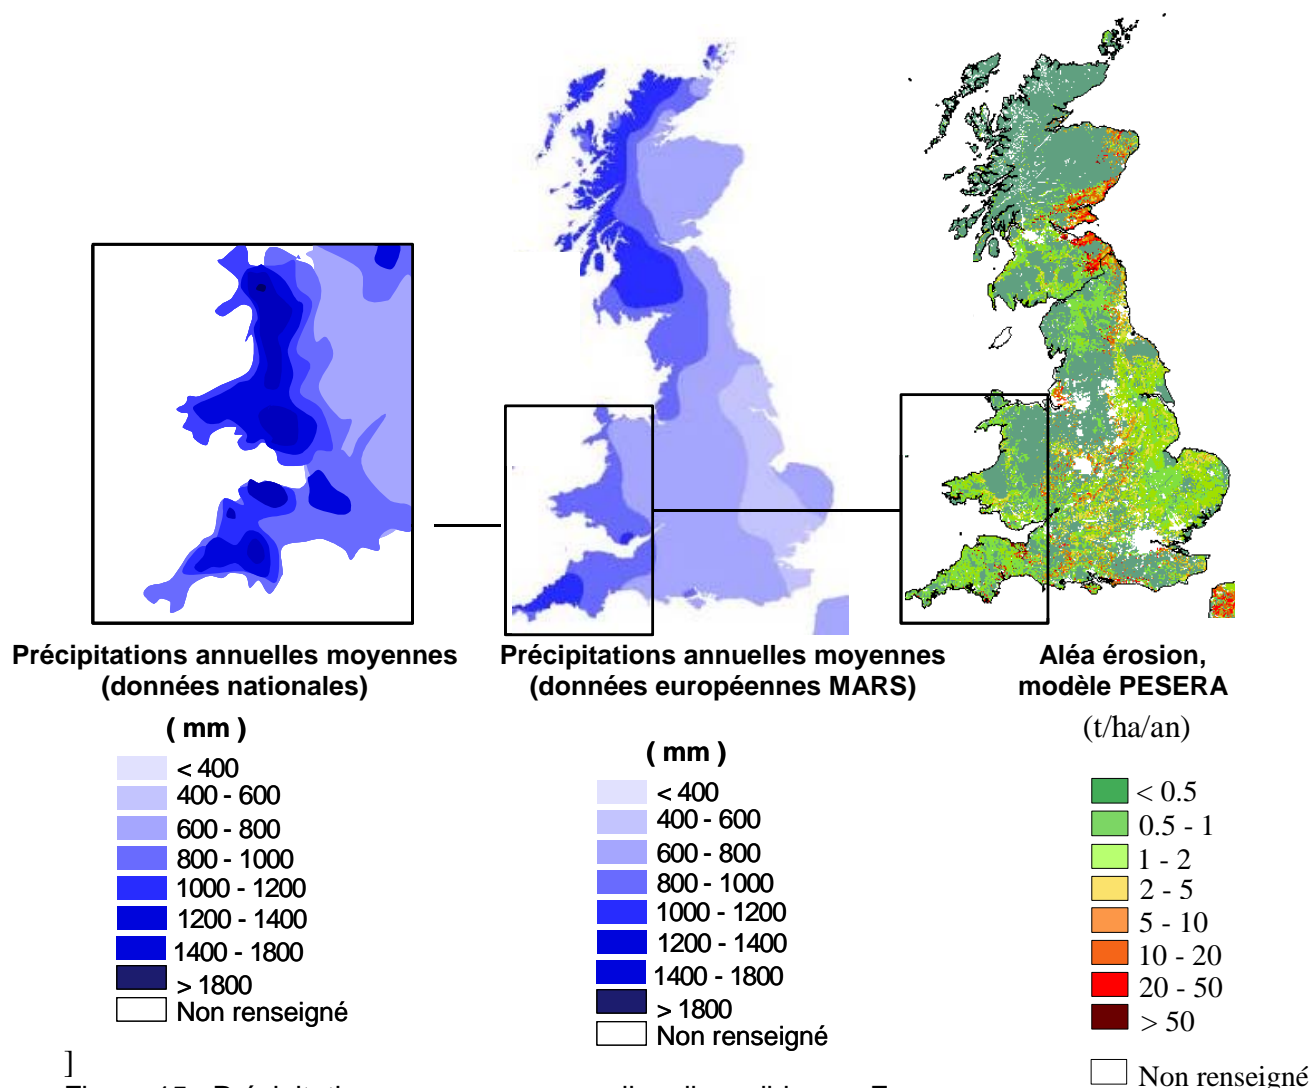 Précipitations annuelles moyennes
(données nationales)
( mm )
< 400
400 - 600
600 - 800
800 - 1000
1000 - 1200
1200 - 1400
1400 - 1800
> 1800
Non renseigné
Précipitations annuelles moyennes
(données européennes MARS)
( mm )
< 400
400 - 600
600 - 800
800 - 1000
1000 - 1200
1200 - 1400
1400 - 1800
> 1800
Non renseigné
Aléa érosion,
modèle PESERA
(t/ha/an)
< 0.5
0.5 - 1
1 - 2
2 - 5
5 - 10
10 - 20
20 - 50
> 50
Non renseigné
]